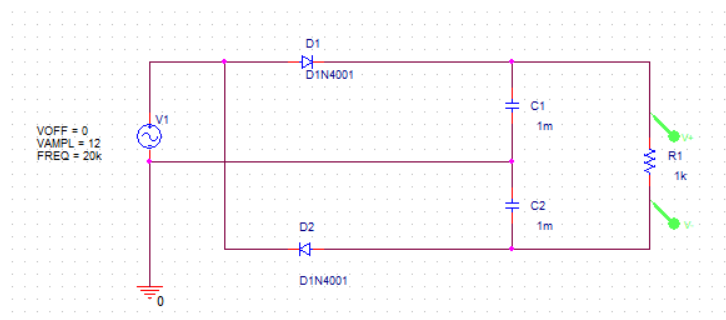 D1
D1N4001
V1
VOFF = 0
VAMPL = 12
FREQ = 20k
C1
1m
V+
R1
1k
C2
1m
V-
D2
D1N4001
0